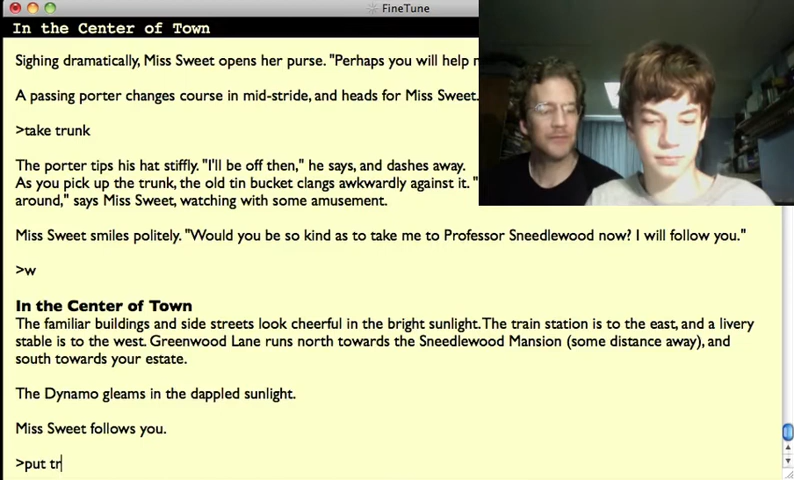 FineTune
In the Center of Town
Sighing dramatically, Miss Sweet opens her purse. "Perhaps you will help
A passing porter changes course in mid-stride, and heads for Miss Sweet.
>take trunk
The porter tips his hat stiffly. "I'll be off then," he says, and dashes away.
As you pick up the trunk, the old tin bucket clangs awkwardly against it. "
around," says Miss Sweet, watching with some amusement.
Miss Sweet smiles politely. "Would you be so kind as to take me to Professor Sneedlewood now? I will follow you."
>w
In the Center of Town
The familiar buildings and side streets look cheerful in the bright sunlight. The train station is to the east, and a livery
stable is to the west. Greenwood Lane runs north towards the Sneedlewood Mansion (some distance away), and
south towards your estate.
The Dynamo gleams in the dappled sunlight.
Miss Sweet follows you.
>put tr